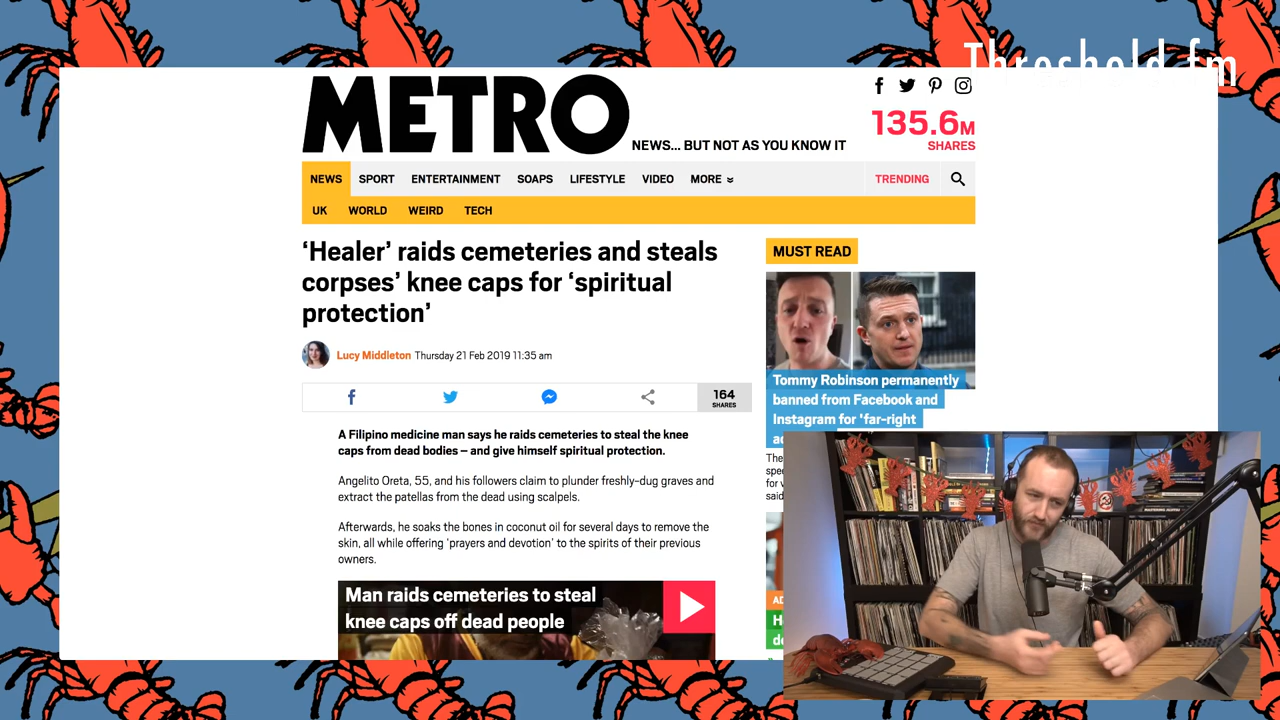 Threshold.fm
METRO
NEWS... BUT NOT AS YOU KNOW IT
135.6M
SHARES
NEWS SPORT ENTERTAINMENT SOAPS LIFESTYLE VIDEO MORE TRENDING
UK WORLD WEIRD TECH
‘Healer’ raids cemeteries and steals
corpses’ knee caps for ‘spiritual
protection’
Lucy Middleton Thursday 21 Feb 2019 11:35 am
164
SHARES
A Filipino medicine man says he raids cemeteries to steal the knee
caps from dead bodies – and give himself spiritual protection.
Angelito Oreta, 55, and his followers claim to plunder freshly-dug graves and
extract the patellas from the dead using scalpels.
Afterwards, he soaks the bones in coconut oil for several days to remove the
skin, all while offering ‘prayers and devotion’ to the spirits of their previous
owners.
Man raids cemeteries to steal
knee caps off dead people
MUST READ
Tommy Robinson permanently
banned from Facebook and
Instagram for ‘far-right
said